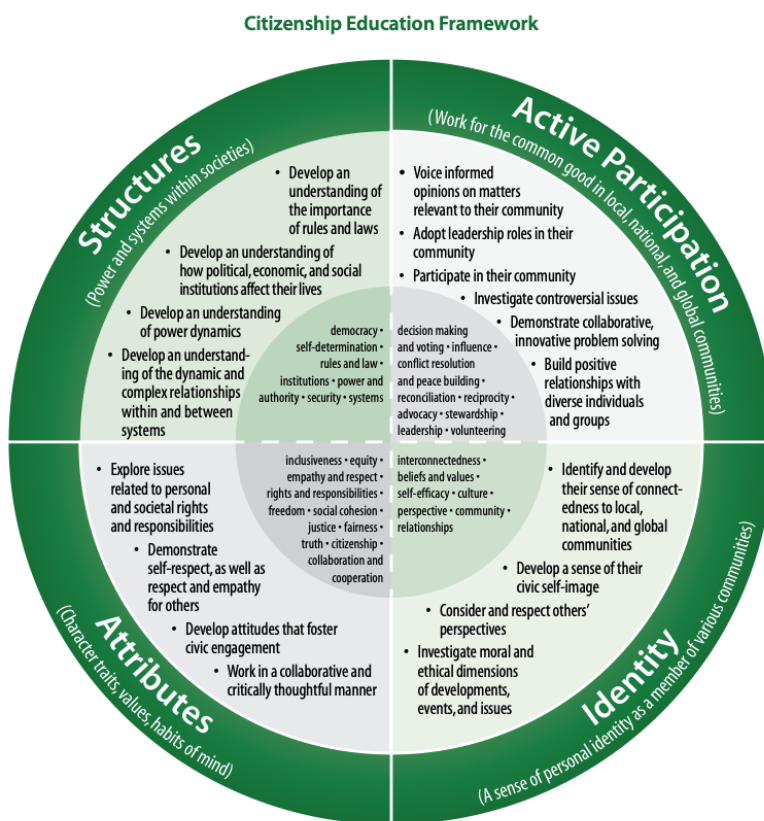 Citizenship Education Framework
Structures
(Power and systems within societies)
• Develop an
understanding of
the importance
of rules and laws
• Develop an understanding of
how political, economic, and social
institutions affect their lives
• Develop an understanding
of power dynamics
• Develop an understand-
ing of the dynamic and
complex relationships
within and between
systems
democracy •
self-determination •
rules and law •
institutions • power and
authority • security • systems
Active Participation
(Work for the common good in local, national, and global communities)
• Voice informed
opinions on matters
relevant to their community
• Adopt leadership roles in their
community
• Participate in their community
• Investigate controversial issues
• Demonstrate collaborative,
innovative problem solving
• Build positive
relationships with
diverse individuals
and groups
decision making
and voting • influence •
conflict resolution
and peace building •
reconciliation • reciprocity •
advocacy • stewardship •
leadership • volunteering
Attributes
(Character traits, values, habits of mind)
• Explore issues
related to personal
and societal rights
and responsibilities
• Demonstrate
self-respect, as well as
respect and empathy
for others
• Develop attitudes that foster
civic engagement
• Work in a collaborative and
critically thoughtful manner
inclusiveness • equity •
empathy and respect •
rights and responsibilities •
freedom • social cohesion •
justice • fairness •
truth • citizenship •
collaboration and
cooperation
Identity
(A sense of personal identity as a member of various communities)
• Identify and develop
their sense of connect-
edness to local,
national, and global
communities
• Develop a sense of their
civic self-image
• Consider and respect others'
perspectives
• Investigate moral and
ethical dimensions
of developments,
events, and issues
interconnectedness •
beliefs and values •
self-efficacy • culture •
perspective • community •
relationships